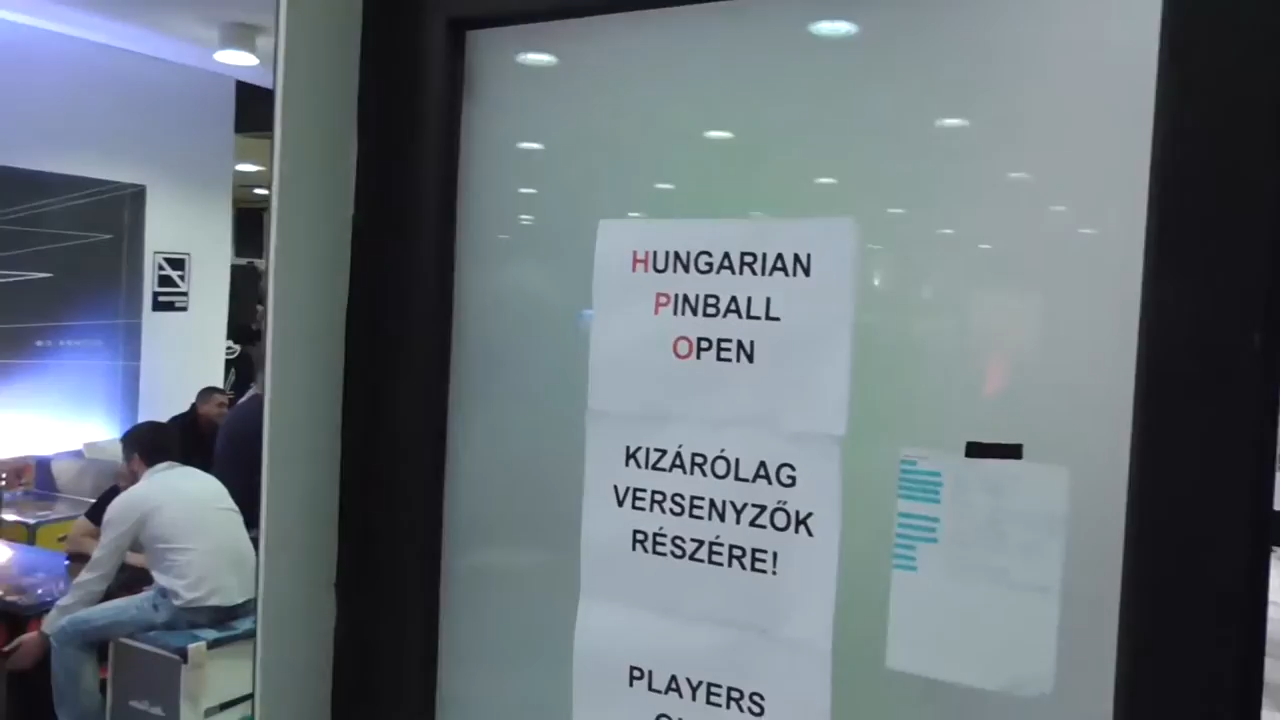 HUNGARIAN
PINBALL
OPEN
KIZÁRÓLAG
VERSENYZŐK
RÉSZÉRE!
PLAYERS